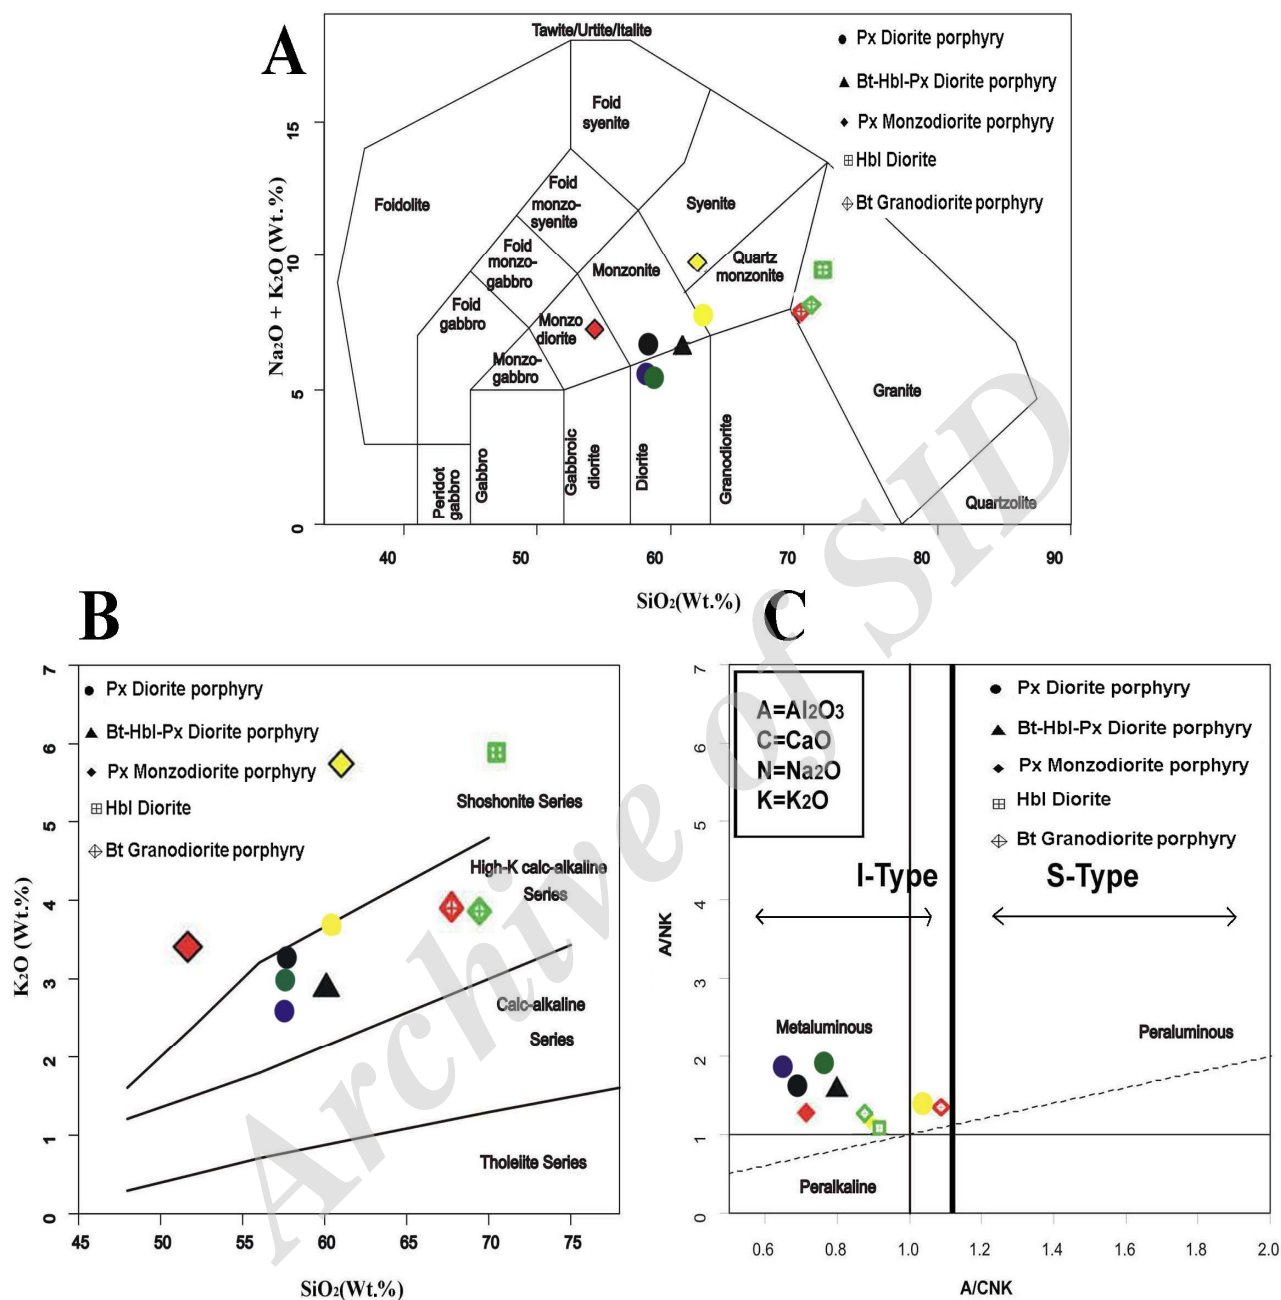 A
Tawite/Urtite/Italite
Px Diorite porphyry
Bt-Hbl-Px Diorite porphyry
Px Monzodiorite porphyry
Hbl Diorite
Bt Granodiorite porphyry
Fold
syenite
Foldolite
Fold
monzo-
syenite
Syenite
Fold
monzo-
gabbro
Monzonite
Quartz
monzonite
Fold
gabbro
Monzo
diorite
Monzo-
gabbro
Granite
Peridot
gabbro
Gabbro
Gabbroic
diorite
Diorite
Granodiorite
Quartzolite
Na2O + K2O (Wt.%)
0
5
10
15
40
50
60
70
80
90
SiO2(Wt.%)
B
Px Diorite porphyry
Bt-Hbl-Px Diorite porphyry
Px Monzodiorite porphyry
Hbl Diorite
Bt Granodiorite porphyry
Shoshonite Series
High-K calc-alkaline
Series
Calc-alkaline
Series
Tholeiite Series
K2O (Wt.%)
0
1
2
3
4
5
6
7
45
50
55
60
65
70
75
SiO2(Wt.%)
C
A=Al2O3
C=CaO
N=Na2O
K=K2O
Px Diorite porphyry
Bt-Hbl-Px Diorite porphyry
Px Monzodiorite porphyry
Hbl Diorite
Bt Granodiorite porphyry
I-Type
S-Type
Metaluminous
Peraluminous
Peralkaline
A/NK
0
1
2
3
4
5
6
7
0.6
0.8
1.0
1.2
1.4
1.6
1.8
2.0
A/CNK
Archive of SID